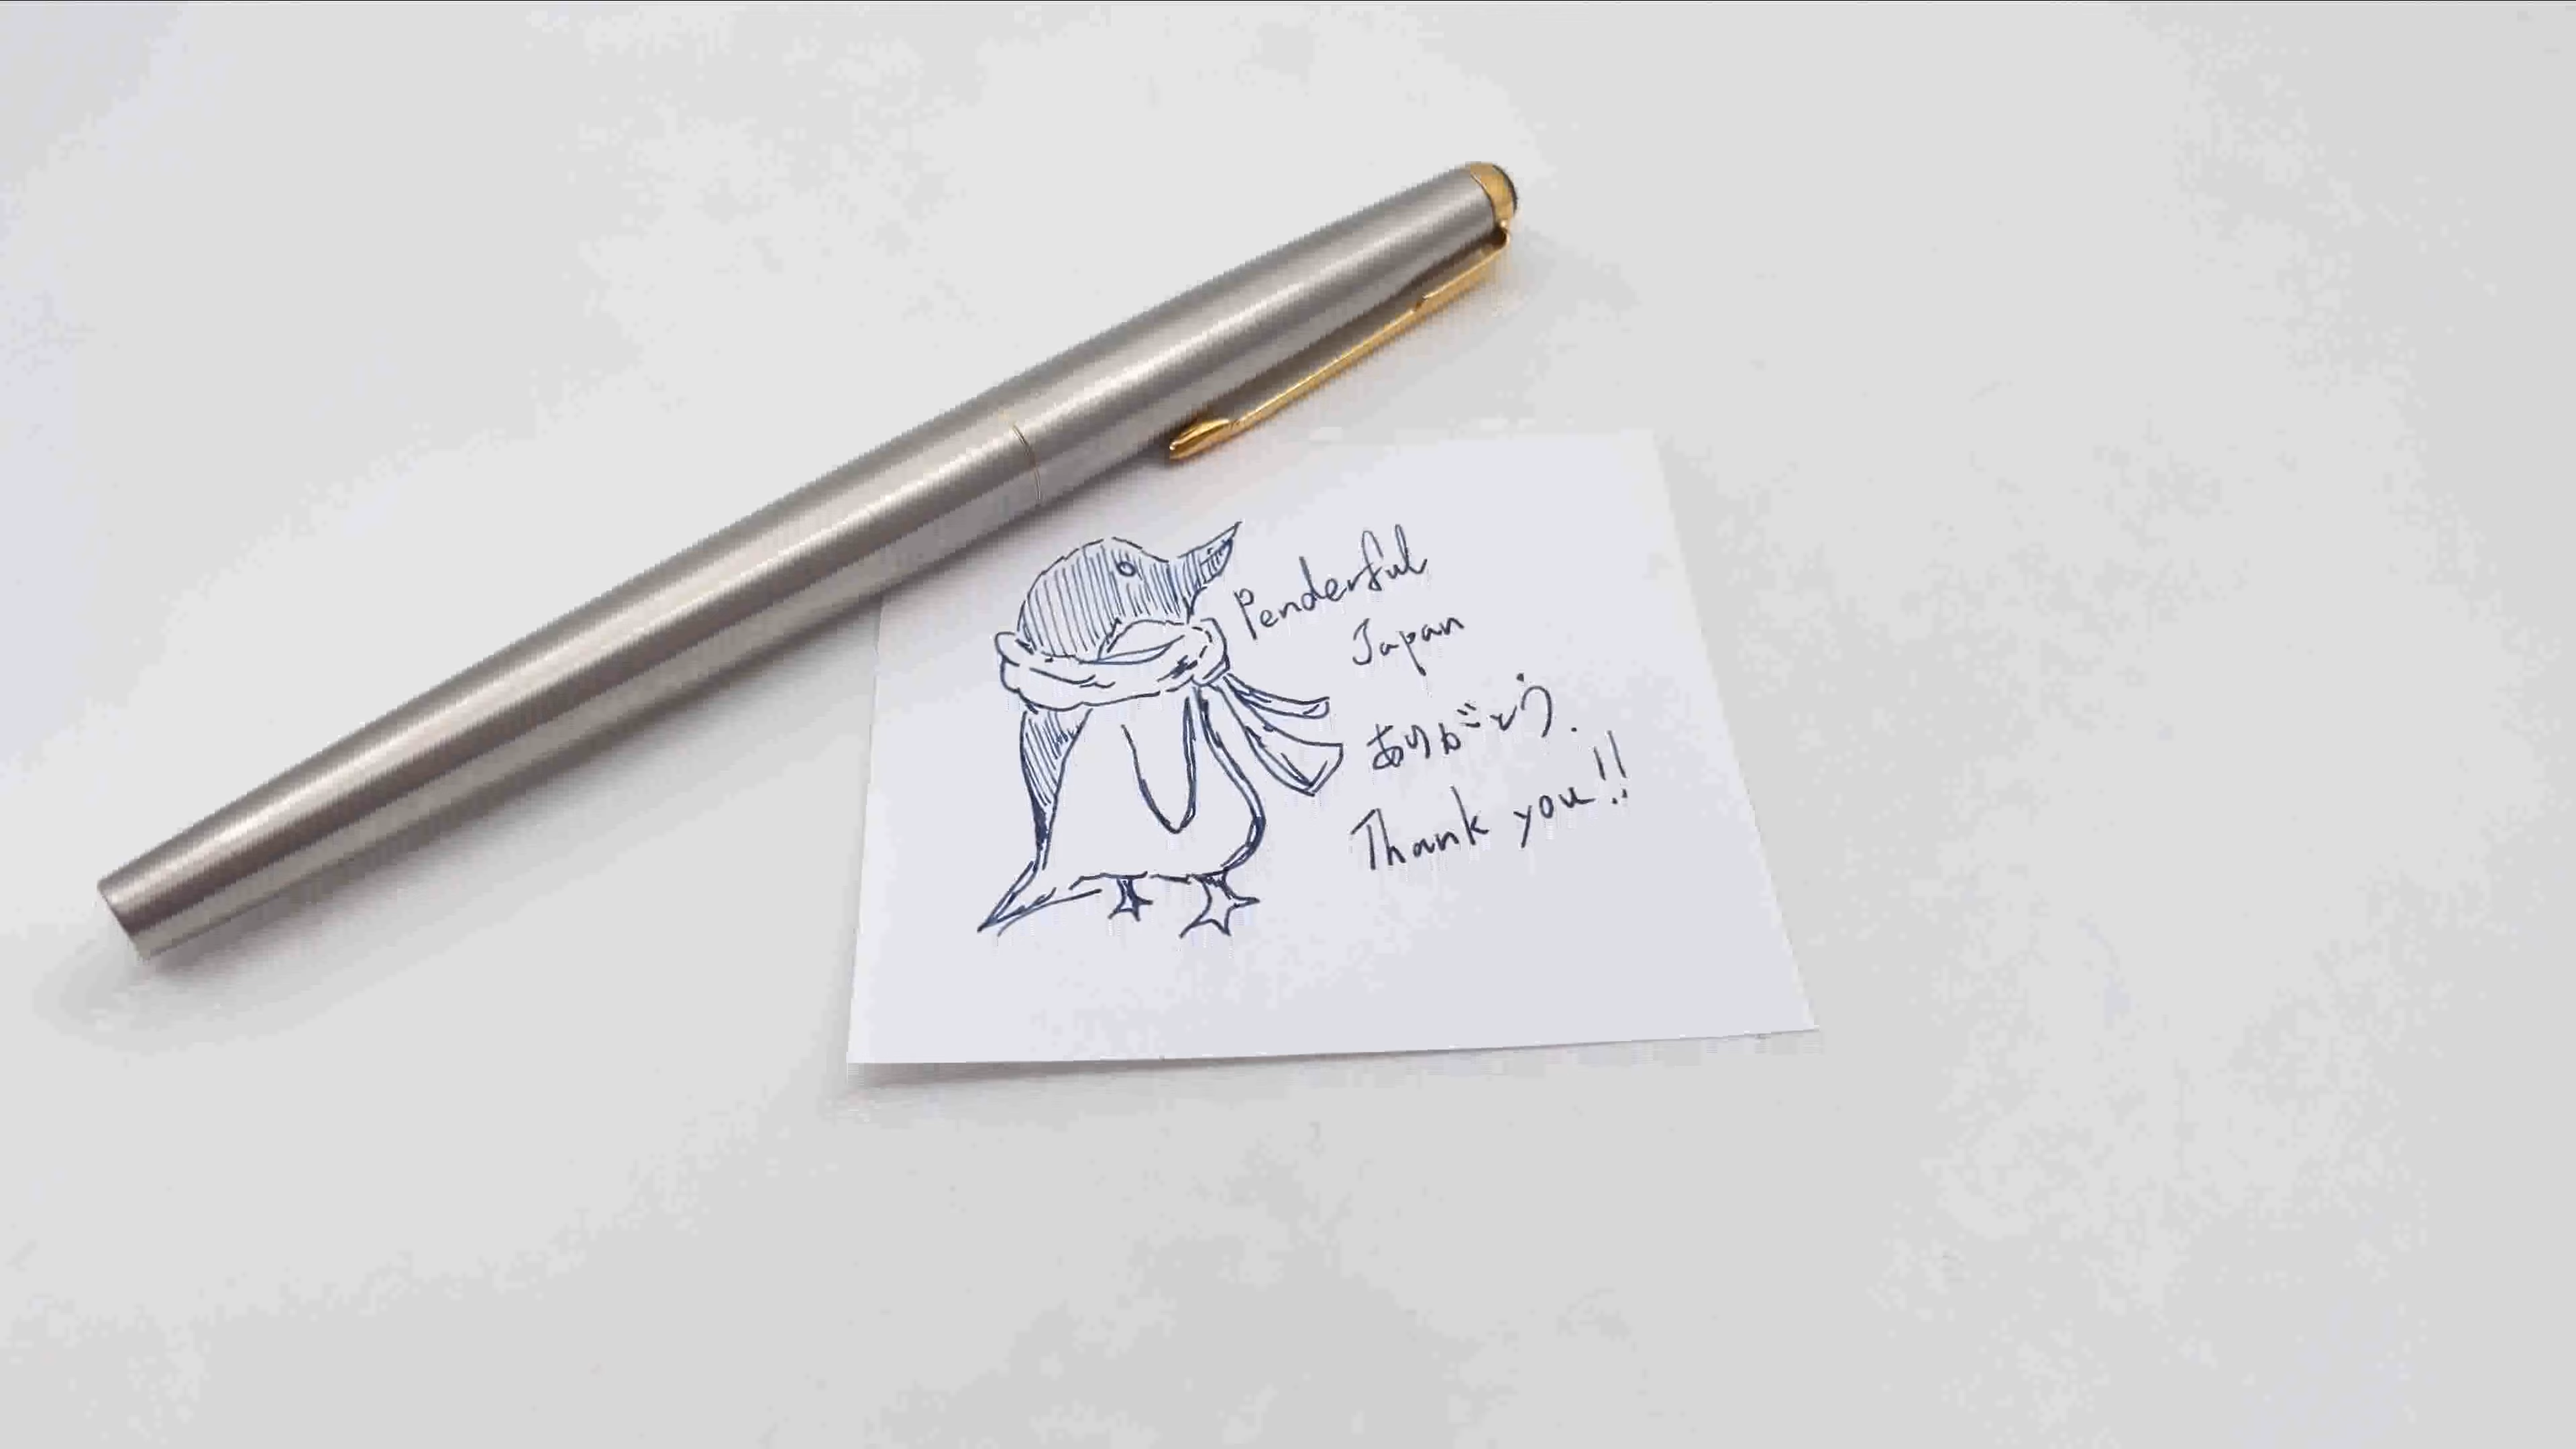 Penderful
Japan
ありがとう.
Thank you!!